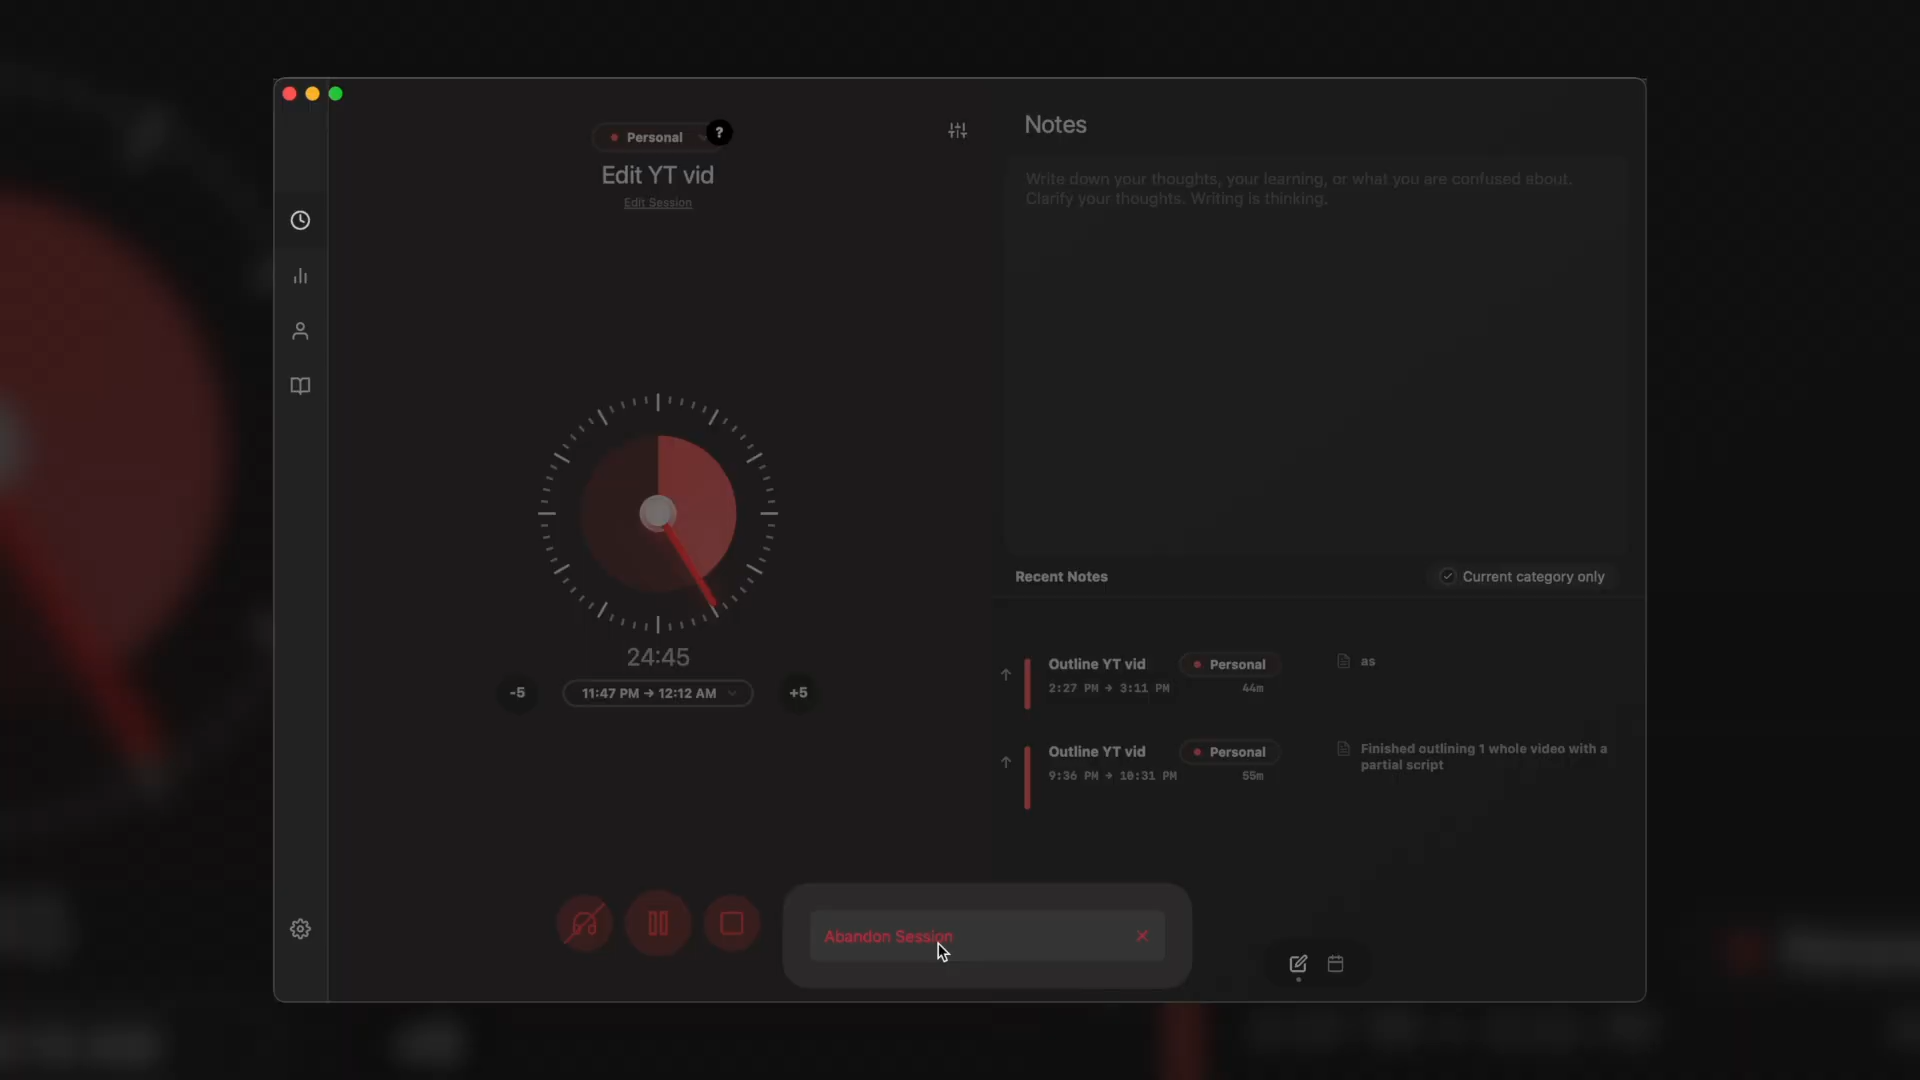 Personal
?
Edit YT vid
Edit Session
24:45
-5
11:47 PM → 12:12 AM
+5
Abandon Session
Notes
Write down your thoughts, your learning, or what you are confused about.
Clarify your thoughts. Writing is thinking.
Recent Notes
Current category only
Outline YT vid
Personal
as
2:27 PM → 3:11 PM
44m
Outline YT vid
Personal
Finished outlining 1 whole video with a
partial script
9:36 PM → 10:31 PM
55m